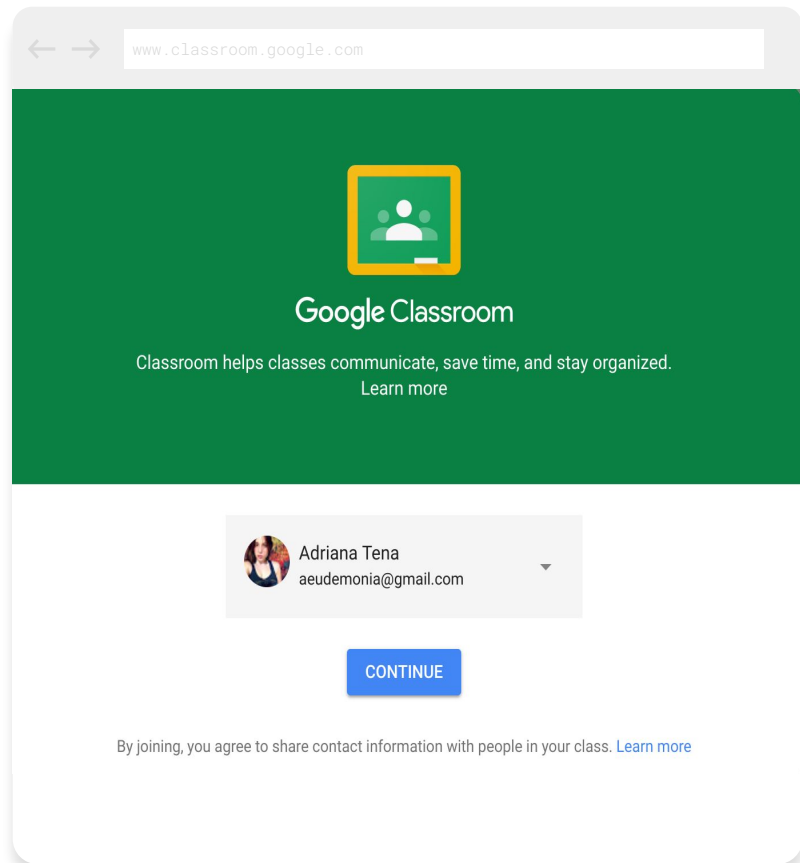 www.classroom.google.com
Google Classroom
Classroom helps classes communicate, save time, and stay organized.
Learn more
Adriana Tena
aeudemonia@gmail.com
CONTINUE
By joining, you agree to share contact information with people in your class. Learn more